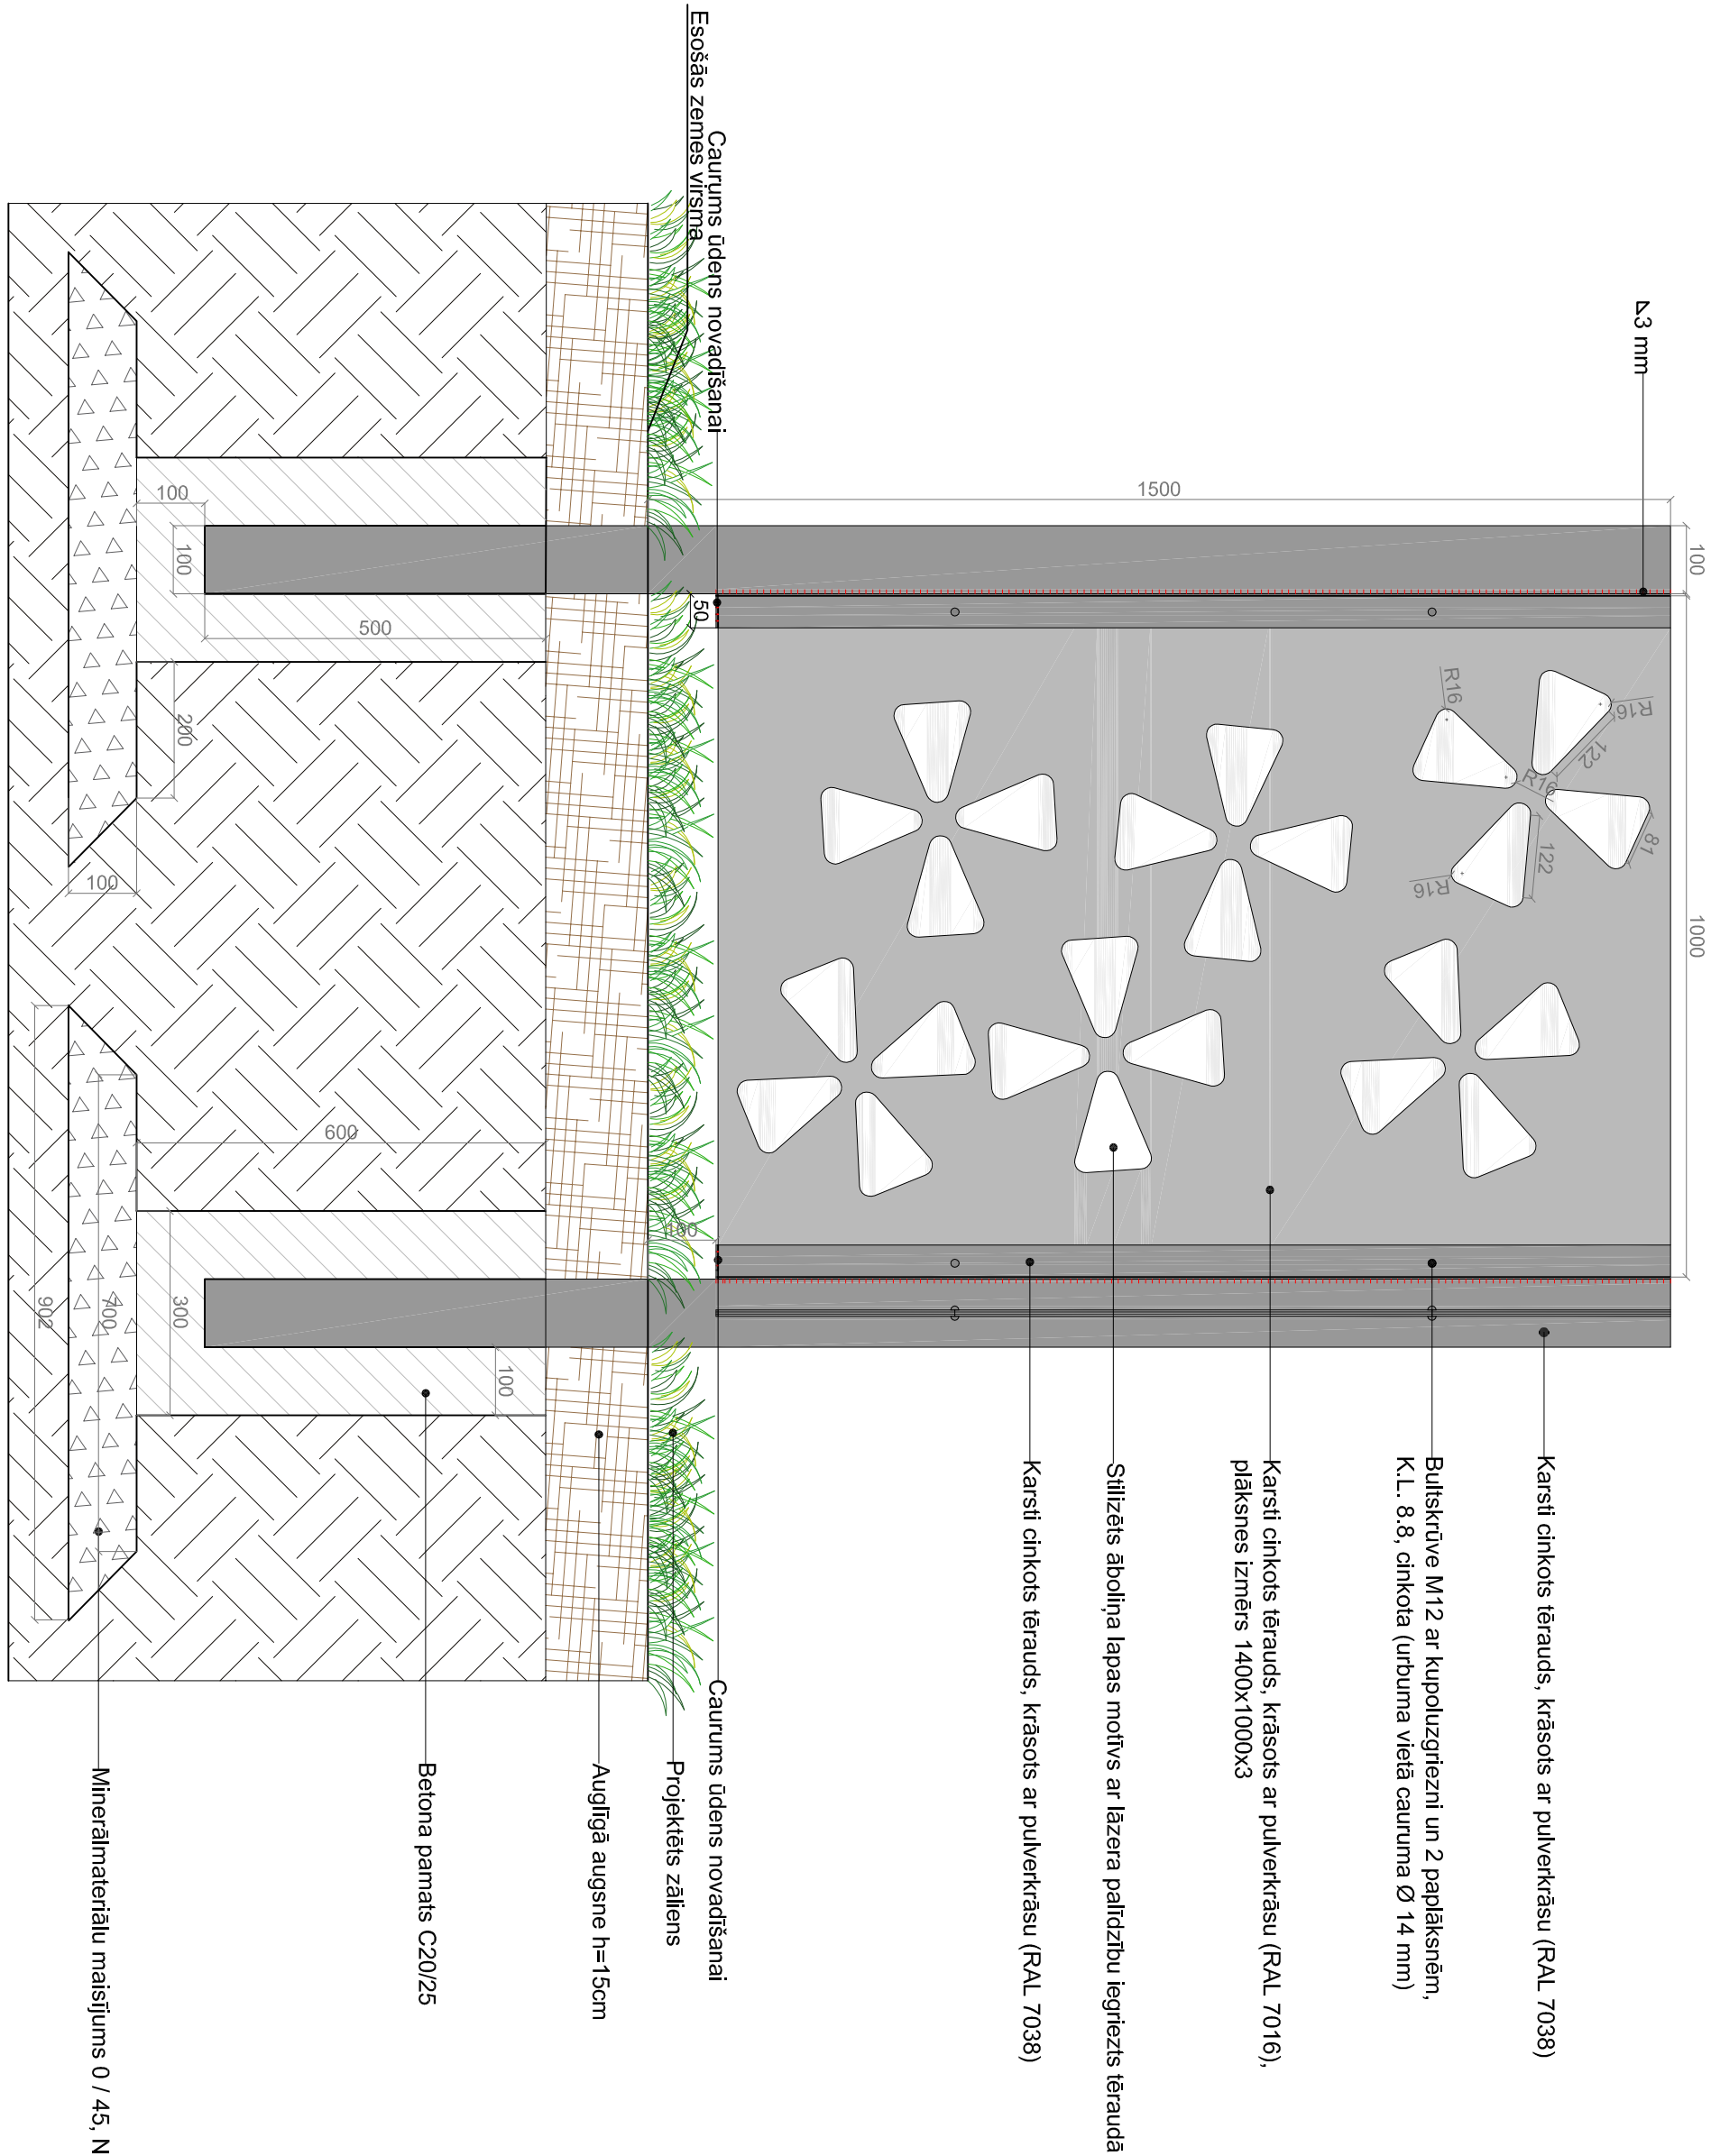 ∆3 mm
Caurums ūdens novadīšanai
Esošās zemes virsma
1500
100
1000
R16
R16
122
R16
81
122
R16
50
100
100
100
500
200
100
600
300
100
700
902
Karsti cinkots tērauds, krāsots ar pulverkrāsu (RAL 7038)
Bultskrūve M12 ar kupoluzgriezni un 2 paplāksnēm,
K.L. 8.8, cinkota (urbuma vietā cauruma Ø 14 mm)
Karsti cinkots tērauds, krāsots ar pulverkrāsu (RAL 7016),
plāksnes izmērs 1400x1000x3
Stilizēts āboliņa lapas motīvs ar lāzera palīdzību iegriezts tēraudā
Karsti cinkots tērauds, krāsots ar pulverkrāsu (RAL 7038)
Caurums ūdens novadīšanai
Projektēts zāliens
Auglīgā augsne h=15cm
Betona pamats C20/25
Minerālmateriālu maisījums 0 / 45, N